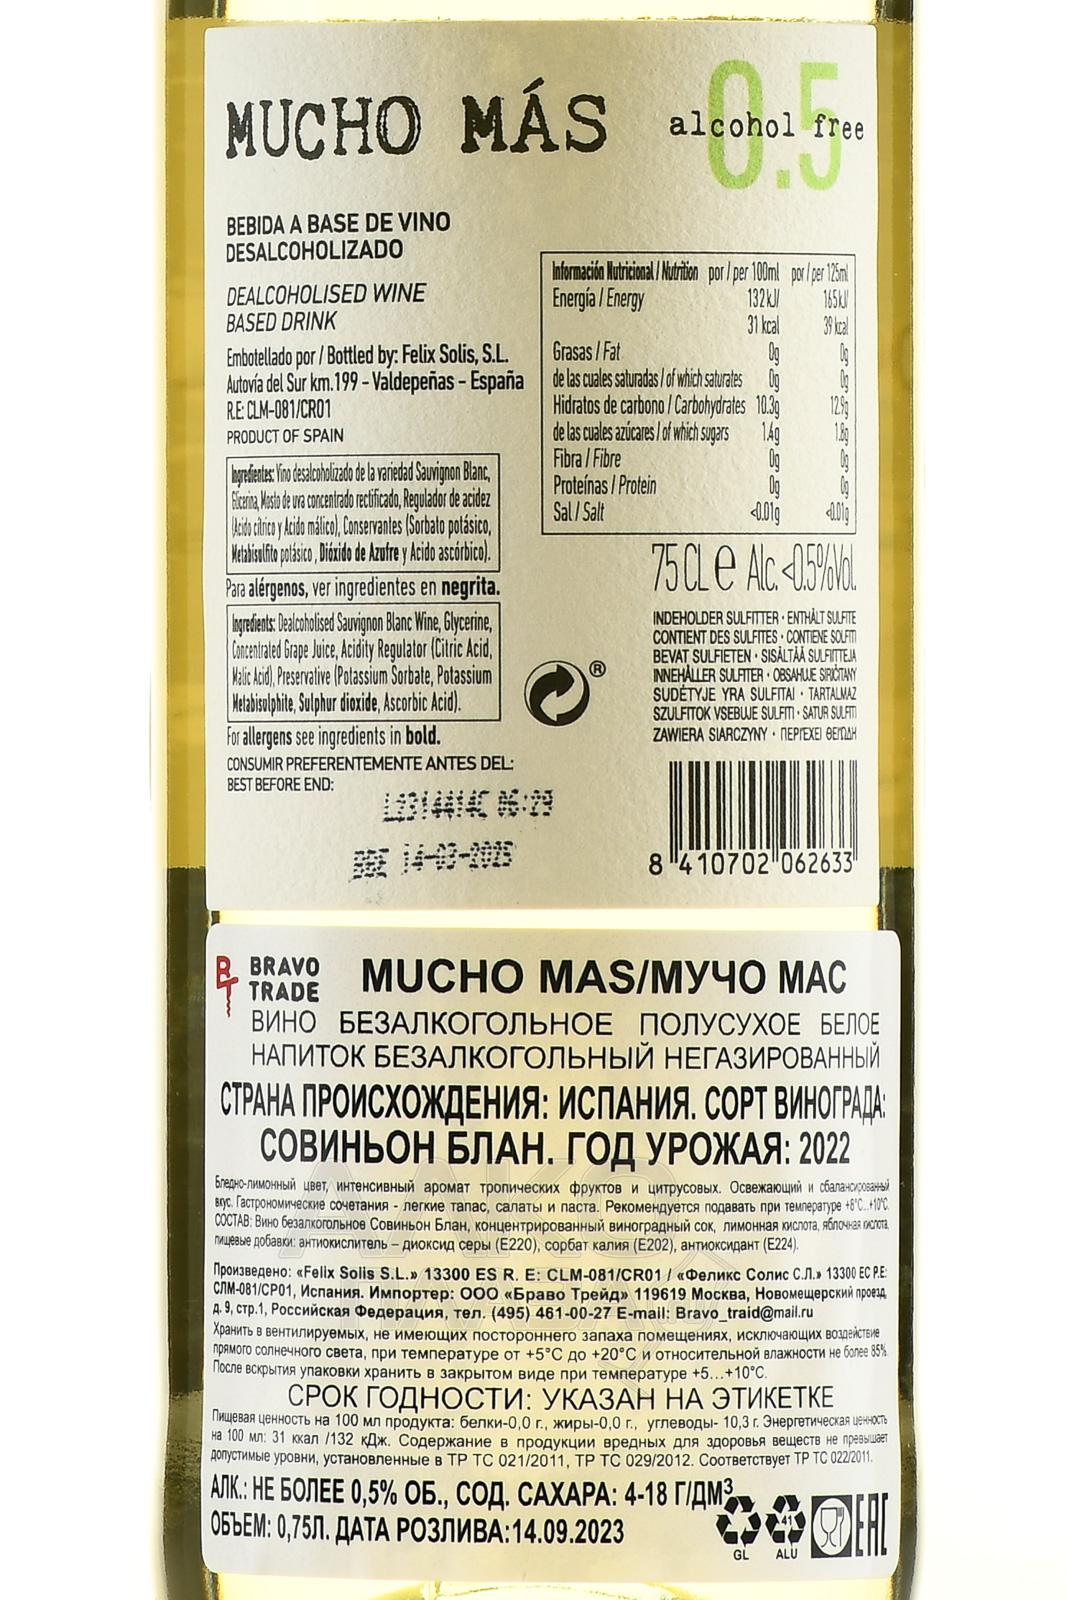 MUCHO MÁS
0.5
alcohol free
BEBIDA A BASE DE VINO
DESALCOHOLIZADO
DEALCOHOLISED WINE
BASED DRINK
Embotellado por / Bottled by: Felix Solis, S.L.
Autovía del Sur km.199 - Valdepeñas - España
R.E: CLM-081/CR01
PRODUCT OF SPAIN
Ingredientes: Vino desalcoholizado de la variedad Sauvignon Blanc,
Glicerina, Mosto de uva concentrado rectificado, Regulador de acidez
(Acido cítrico y Acido málico), Conservantes (Sorbato potásico,
Metabisulfito potásico, Dióxido de Azufre y Acido ascórbico).
Para alérgenos, ver ingredientes en negrita.
Ingredients: Dealcoholised Sauvignon Blanc Wine, Glycerine,
Concentrated Grape Juice, Acidity Regulator (Citric Acid,
Malic Acid), Preservative (Potassium Sorbate, Potassium
Metabisulphite, Sulphur dioxide, Ascorbic Acid).
For allergens see ingredients in bold.
CONSUMIR PREFERENTEMENTE ANTES DEL:
BEST BEFORE END:
06:29
BBE 14-03-2025
Información Nutricional / Nutrition por / per 100ml por / per 125ml
Energía / Energy 132 kJ/ 165 kJ/
31 kcal 39 kcal
Grasas / Fat 0g 0g
de las cuales saturadas / of which saturates 0g 0g
Hidratos de carbono / Carbohydrates 10.3g 12.9g
de las cuales azúcares / of which sugars 1.4g 1.8g
Fibra / Fibre 0g 0g
Proteínas / Protein 0g 0g
Sal / Salt <0.01g <0.01g
75 CL e Alc. <0.5%Vol.
INDEHOLDER SULFITTER · ENTHÄLT SULFITE
CONTIENT DES SULFITES · CONTIENE SOLFITI
BEVAT SULFIETEN · SISÄLTÄÄ SULFIITTEJA
INNEHÅLLER SULFITER · OBSAHUJE SIRIČITANY
SUDĖTYJE YRA SULFITAI · TARTALMAZ
SZULFITOK VSEBUJE SULFITI · SATUR SULFITI
ZAWIERA SIARCZYNY · ΠΕΡΙΈΧΕΙ ΘΕΙΏΔΗ
®
8 410702 062633
BRAVO
TRADE
MUCHO MAS/МУЧО МАС
ВИНО БЕЗАЛКОГОЛЬНОЕ ПОЛУСУХОЕ БЕЛОЕ
НАПИТОК БЕЗАЛКОГОЛЬНЫЙ НЕГАЗИРОВАННЫЙ
СТРАНА ПРОИСХОЖДЕНИЯ: ИСПАНИЯ. СОРТ ВИНОГРАДА:
СОВИНЬОН БЛАН. ГОД УРОЖАЯ: 2022
Бледно-лимонный цвет, интенсивный аромат тропических фруктов и цитрусовых. Освежающий и сбалансированный
вкус. Гастрономические сочетания - легкие тапас, салаты и паста. Рекомендуется подавать при температуре +8°С...+10°С.
СОСТАВ: Вино безалкогольное Совиньон Блан, концентрированный виноградный сок, лимонная кислота, яблочная кислота,
пищевые добавки: антиокислитель – диоксид серы (Е220), сорбат калия (Е202), антиоксидант (Е224).
Произведено: «Felix Solis S.L.» 13300 ES R. E: CLM-081/CR01 / «Феликс Солис С.Л.» 13300 ЕС Р.Е:
СЛМ-081/СР01, Испания. Импортер: ООО «Браво Трейд» 119619 Москва, Новомещерский проезд,
д. 9, стр.1, Российская Федерация, тел. (495) 461-00-27 E-mail: Bravo_traid@mail.ru
Хранить в вентилируемых, не имеющих постороннего запаха помещениях, исключающих воздействие
прямого солнечного света, при температуре от +5°С до +20°С и относительной влажности не более 85%.
После вскрытия упаковки хранить в закрытом виде при температуре +5...+10°С.
СРОК ГОДНОСТИ: УКАЗАН НА ЭТИКЕТКЕ
Пищевая ценность на 100 мл продукта: белки-0,0 г., жиры-0,0 г., углеводы- 10,3 г. Энергетическая ценность
на 100 мл: 31 ккал /132 кДж. Содержание в продукции вредных для здоровья веществ не превышает
допустимые уровни, установленные в ТР ТС 021/2011, ТР ТС 029/2012. Соответствует ТР ТС 022/2011.
АЛК.: НЕ БОЛЕЕ 0,5% ОБ., СОД. САХАРА: 4-18 Г/ДМ³
ОБЪЕМ: 0,75Л. ДАТА РОЗЛИВА:14.09.2023
GL
41
ALU
EAC